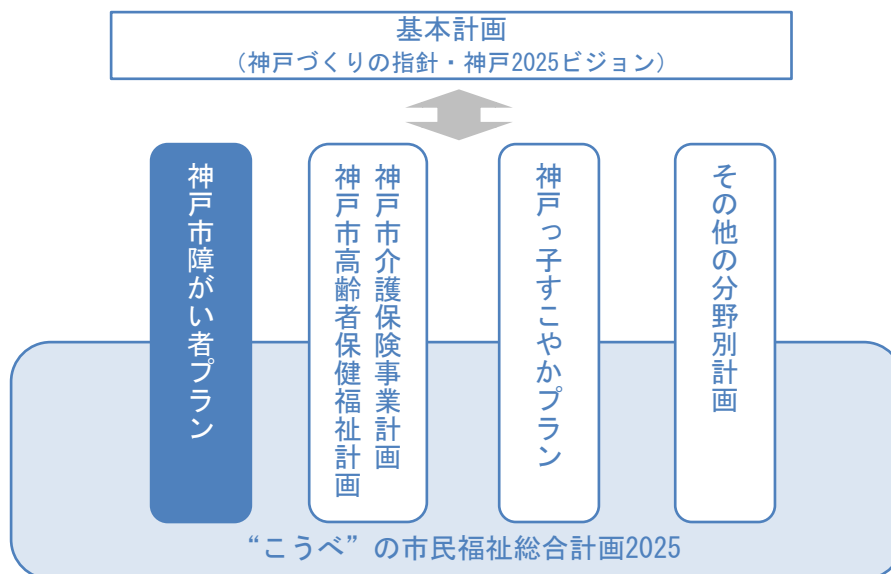 基本計画
（神戸づくりの指針・神戸2025ビジョン）
神戸市障がい者プラン
神戸市介護保険事業計画
神戸市高齢者保健福祉計画
神戸っ子すこやかプラン
その他の分野別計画
“こうべ”の市民福祉総合計画2025